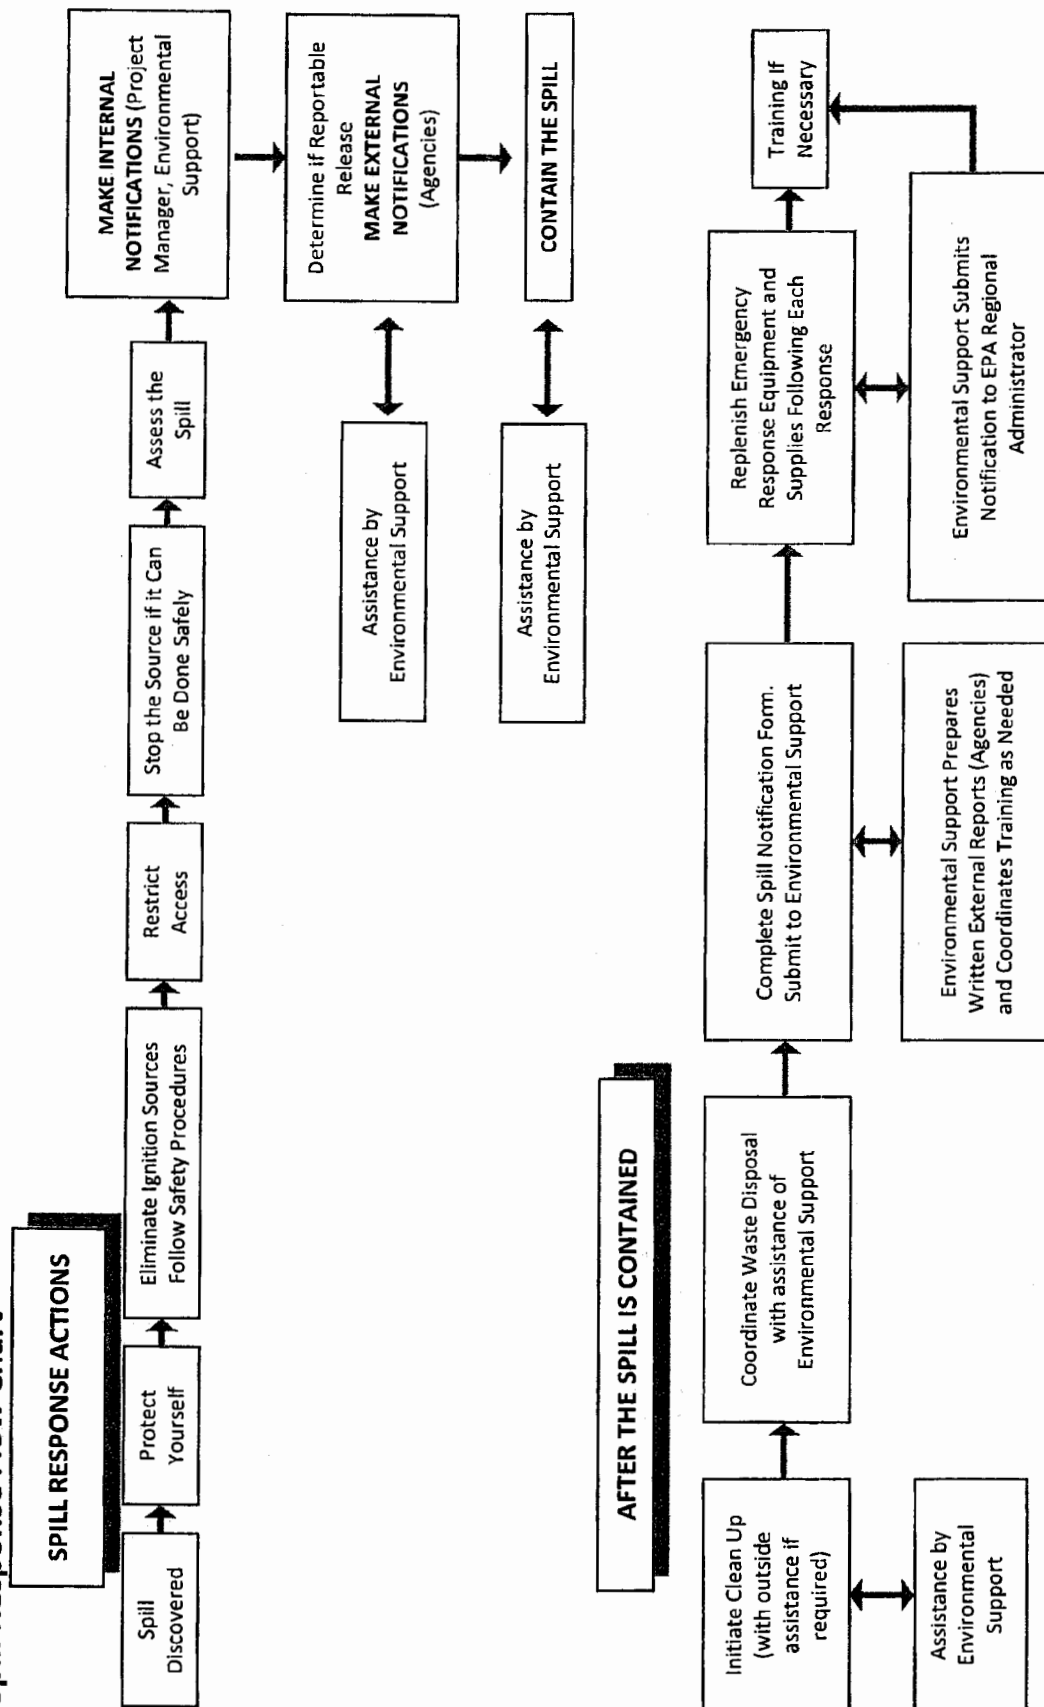 Spill Response Flow Chart
SPILL RESPONSE ACTIONS
Spill
Discovered
Protect
Yourself
Eliminate Ignition Sources
Follow Safety Procedures
Restrict
Access
Stop the Source if it Can
Be Done Safely
Assess the
Spill
MAKE INTERNAL
NOTIFICATIONS (Project
Manager, Environmental
Support)
Determine if Reportable
Release
MAKE EXTERNAL
NOTIFICATIONS
(Agencies)
Assistance by
Environmental Support
CONTAIN THE SPILL
Assistance by
Environmental Support
AFTER THE SPILL IS CONTAINED
Initiate Clean Up
(with outside
assistance if
required)
Coordinate Waste Disposal
with assistance of
Environmental Support
Complete Spill Notification Form.
Submit to Environmental Support
Replenish Emergency
Response Equipment and
Supplies Following Each
Response
Training If
Necessary
Assistance by
Environmental
Support
Environmental Support Prepares
Written External Reports (Agencies)
and Coordinates Training as Needed
Environmental Support Submits
Notification to EPA Regional
Administrator